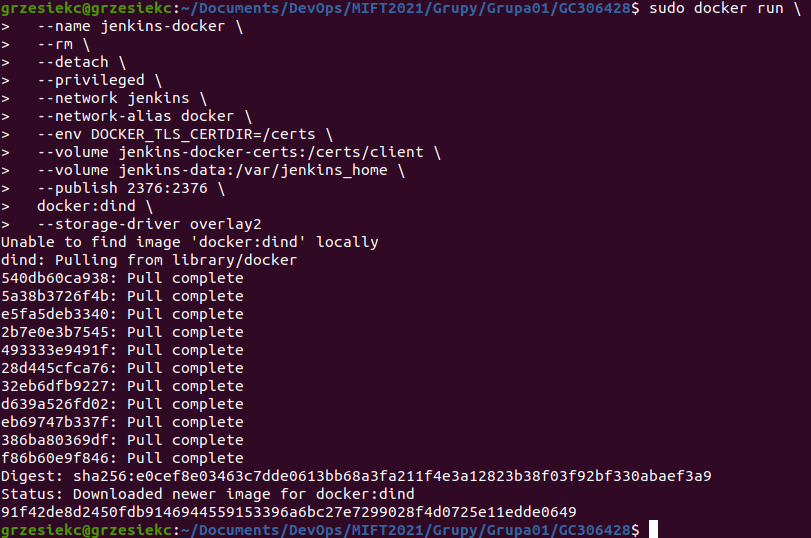 grzesiekc@grzesiekc:~/Documents/DevOps/MIFT2021/Grupy/Grupa01/GC306428$ sudo docker run \
>   --name jenkins-docker \
>   --rm \
>   --detach \
>   --privileged \
>   --network jenkins \
>   --network-alias docker \
>   --env DOCKER_TLS_CERTDIR=/certs \
>   --volume jenkins-docker-certs:/certs/client \
>   --volume jenkins-data:/var/jenkins_home \
>   --publish 2376:2376 \
>   docker:dind \
>   --storage-driver overlay2
Unable to find image 'docker:dind' locally
dind: Pulling from library/docker
540db60ca938: Pull complete
5a38b3726f4b: Pull complete
e5fa5deb3340: Pull complete
2b7e0e3b7545: Pull complete
493333e9491f: Pull complete
28d445cfca76: Pull complete
32eb6dfb9227: Pull complete
d639a526fd02: Pull complete
eb69747b337f: Pull complete
386ba80369df: Pull complete
f86b60e9f846: Pull complete
Digest: sha256:e0cef8e03463c7dde0613bb68a3fa211f4e3a12823b38f03f92bf330abaef3a9
Status: Downloaded newer image for docker:dind
91f42de8d2450fdb9146944559153396a6bc27e7299028f4d0725e11edde0649
grzesiekc@grzesiekc:~/Documents/DevOps/MIFT2021/Grupy/Grupa01/GC306428$